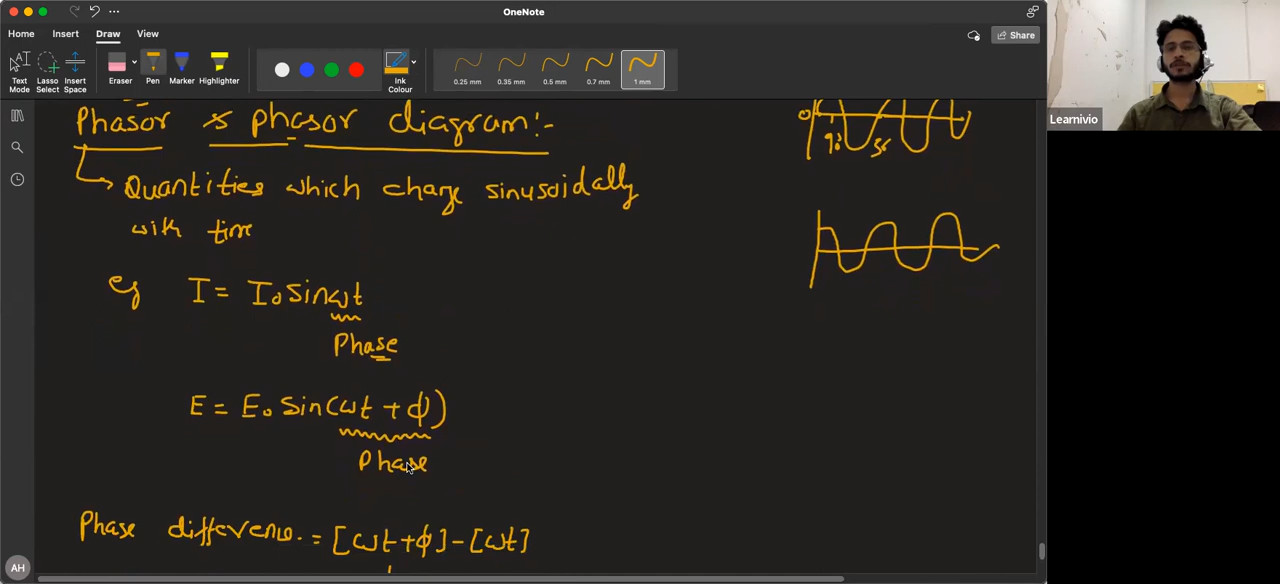 OneNote
Home Insert Draw View
Share
Text Mode
Lasso Select
Insert Space
Eraser
Pen
Marker
Highlighter
Ink Colour
0.25 mm
0.35 mm
0.5 mm
0.7 mm
1 mm
Learnivio
Phasor & phasor diagram:-
Quantities which change sinusoidally
with time
eg I = I₀ sinωt
Phase
E = E₀ sin(ωt + ϕ)
Phase
Phase difference. = [ωt + ϕ] - [ωt]
0
90
AH